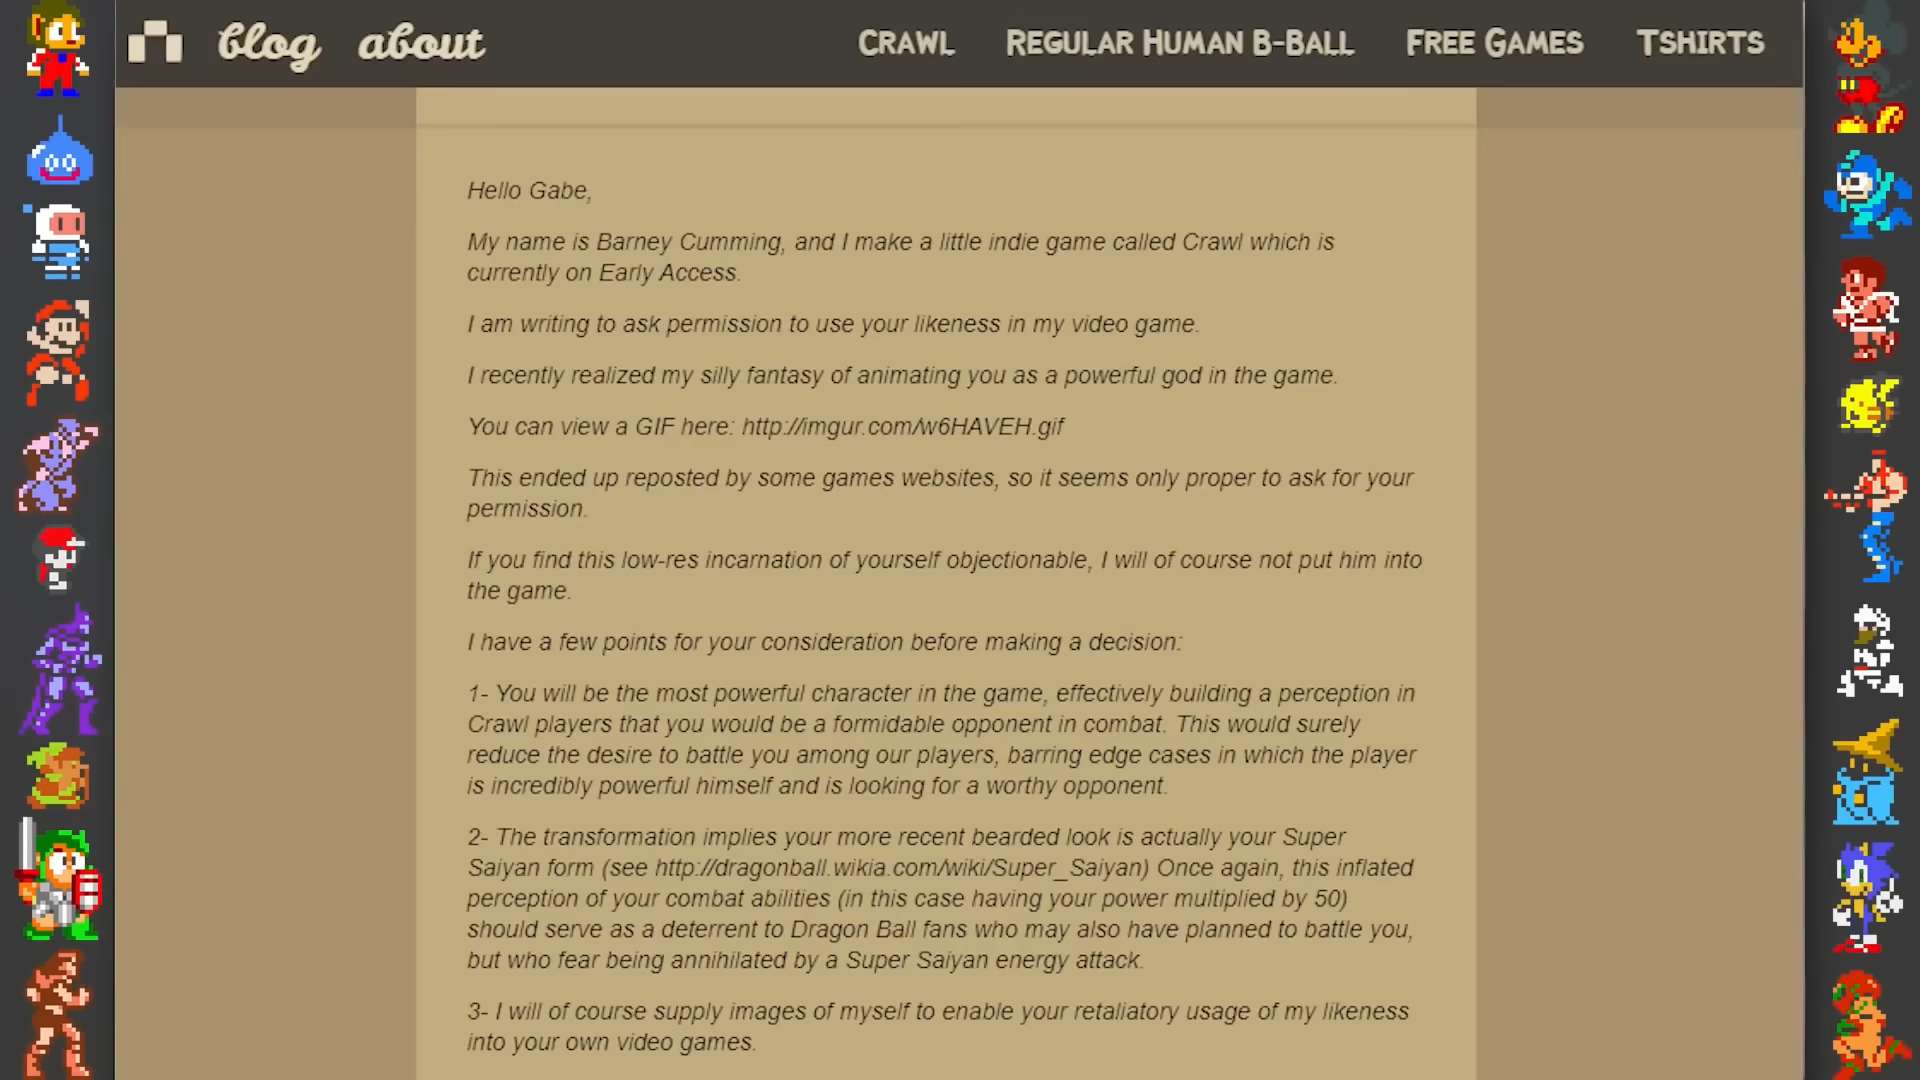 blog about CRAWL REGULAR HUMAN B-BALL FREE GAMES TSHIRTS
Hello Gabe,
My name is Barney Cumming, and I make a little indie game called Crawl which is
currently on Early Access.
I am writing to ask permission to use your likeness in my video game.
I recently realized my silly fantasy of animating you as a powerful god in the game.
You can view a GIF here: http://imgur.com/w6HAVEH.gif
This ended up reposted by some games websites, so it seems only proper to ask for your
permission.
If you find this low-res incarnation of yourself objectionable, I will of course not put him into
the game.
I have a few points for your consideration before making a decision:
1- You will be the most powerful character in the game, effectively building a perception in
Crawl players that you would be a formidable opponent in combat. This would surely
reduce the desire to battle you among our players, barring edge cases in which the player
is incredibly powerful himself and is looking for a worthy opponent.
2- The transformation implies your more recent bearded look is actually your Super
Saiyan form (see http://dragonball.wikia.com/wiki/Super_Saiyan) Once again, this inflated
perception of your combat abilities (in this case having your power multiplied by 50)
should serve as a deterrent to Dragon Ball fans who may also have planned to battle you,
but who fear being annihilated by a Super Saiyan energy attack.
3- I will of course supply images of myself to enable your retaliatory usage of my likeness
into your own video games.